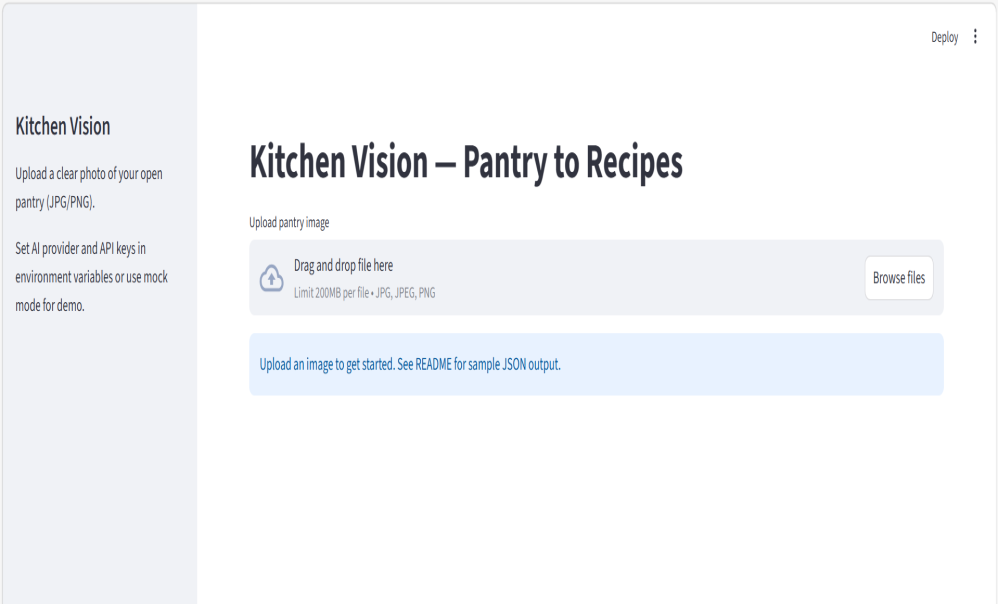 Deploy
Kitchen Vision
Upload a clear photo of your open
pantry (JPG/PNG).
Set AI provider and API keys in
environment variables or use mock
mode for demo.
Kitchen Vision — Pantry to Recipes
Upload pantry image
Drag and drop file here
Limit 200MB per file • JPG, JPEG, PNG
Browse files
Upload an image to get started. See README for sample JSON output.